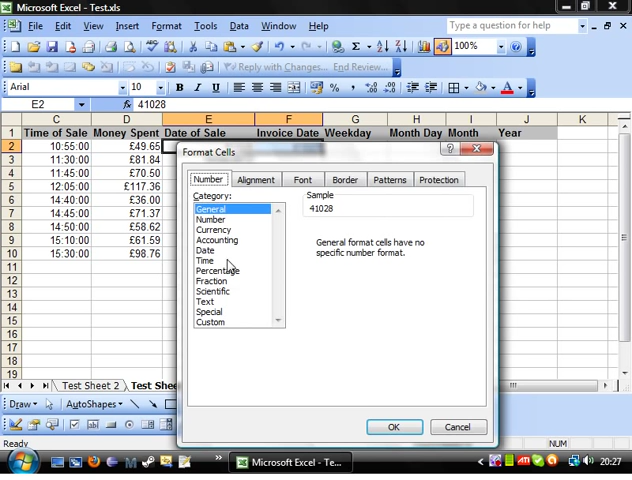 Microsoft Excel - Test.xls
File Edit View Insert Format Tools Data Window Help
Type a question for help
100%
Reply with Changes... End Review...
Arial 10 B I U
E2 fx 41028
C D E F G H I J K
1 Time of Sale Money Spent Date of Sale Invoice Date Weekday Month Day Month Year
2 10:55:00 £49.65
3 11:30:00 £81.84
4 11:45:00 £70.50
5 12:05:00 £117.36
6 14:40:00 £36.00
7 14:45:00 £71.37
8 14:50:00 £58.62
9 15:10:00 £61.59
10 15:30:00 £98.76
11
12
13
14
15
16
17
18
19
Format Cells
Number Alignment Font Border Patterns Protection
Category:
General
Number
Currency
Accounting
Date
Time
Percentage
Fraction
Scientific
Text
Special
Custom
Sample
41028
General format cells have no
specific number format.
OK Cancel
Test Sheet 2 Test Shee
Draw AutoShapes
Ready NUM
Microsoft Excel - Te... 20:27